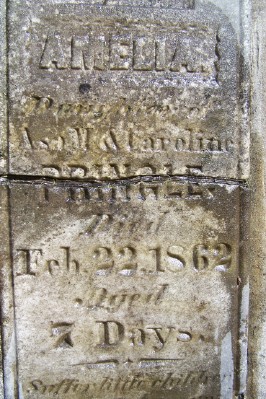 AMELIA.
Daughter of
Asa M & Caroline
PRINGLE
Died
Feb. 22, 1862
Aged
7 Days.
Suffer little children